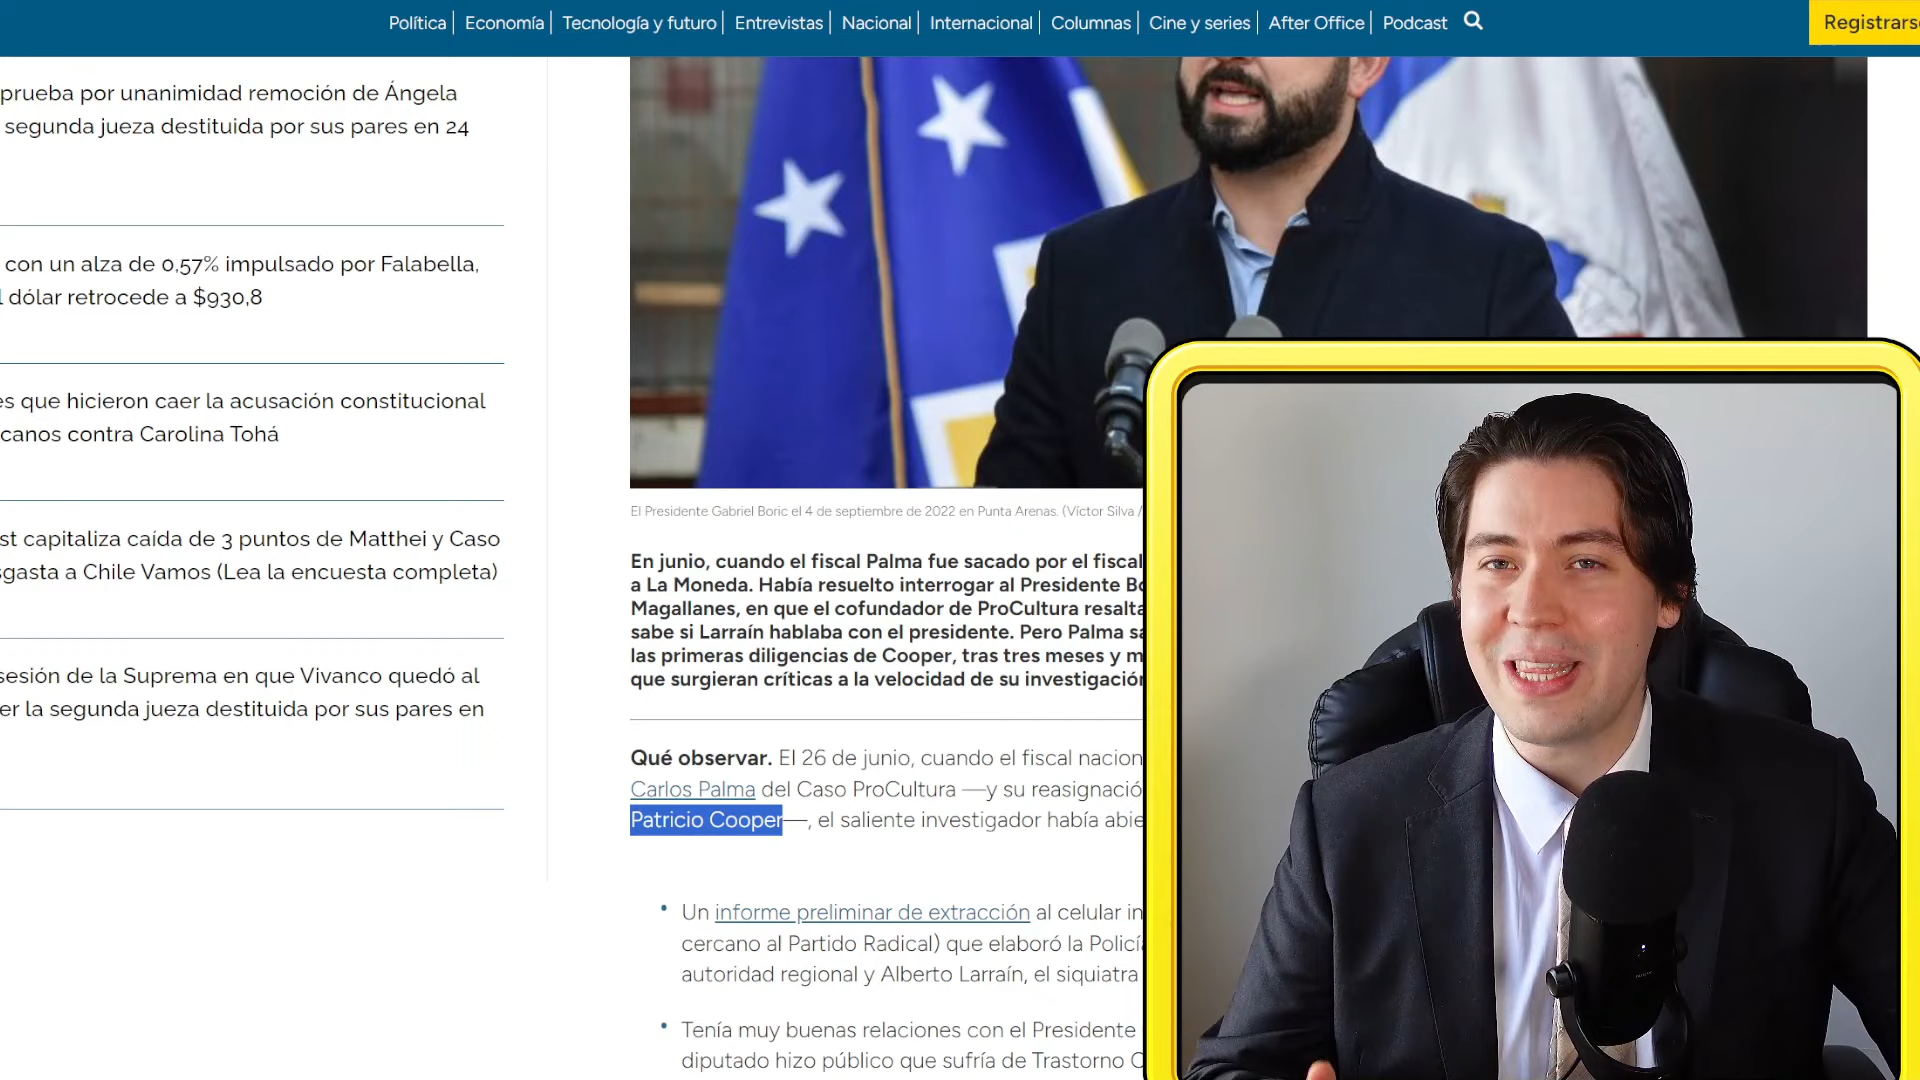 Política
Economía
Tecnología y futuro
Entrevistas
Nacional
Internacional
Columnas
Cine y series
After Office
Podcast
Registrars
prueba por unanimidad remoción de Ángela
segunda jueza destituida por sus pares en 24
con un alza de 0,57% impulsado por Falabella,
dólar retrocede a $930,8
es que hicieron caer la acusación constitucional
canos contra Carolina Tohá
st capitaliza caída de 3 puntos de Matthei y Caso
sgasta a Chile Vamos (Lea la encuesta completa)
sesión de la Suprema en que Vivanco quedó al
er la segunda jueza destituida por sus pares en
El Presidente Gabriel Boric el 4 de septiembre de 2022 en Punta Arenas. (Víctor Silva /
En junio, cuando el fiscal Palma fue sacado por el fiscal
a La Moneda. Había resuelto interrogar al Presidente Bo
Magallanes, en que el cofundador de ProCultura resalta
sabe si Larraín hablaba con el presidente. Pero Palma sa
las primeras diligencias de Cooper, tras tres meses y m
que surgieran críticas a la velocidad de su investigación
Qué observar. El 26 de junio, cuando el fiscal nacion
Carlos Palma del Caso ProCultura —y su reasignació
Patricio Cooper—, el saliente investigador había abie
• Un informe preliminar de extracción al celular in
cercano al Partido Radical) que elaboró la Policía
autoridad regional y Alberto Larraín, el siquiatra
• Tenía muy buenas relaciones con el Presidente
diputado hizo público que sufría de Trastorno O